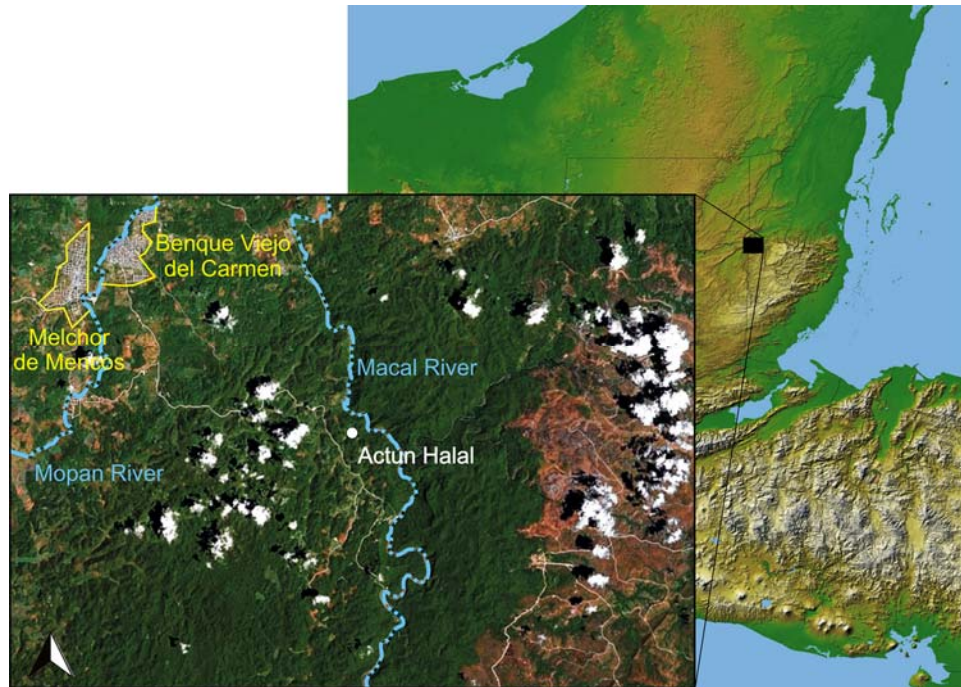 Benque Viejo
del Carmen
Melchor
de Mencos
Macal River
Actun Halal
Mopan River